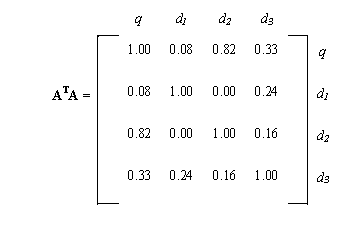 q d₁ d₂ d₃
1.00 0.08 0.82 0.33 q
AᵀA = 0.08 1.00 0.00 0.24 d₁
0.82 0.00 1.00 0.16 d₂
0.33 0.24 0.16 1.00 d₃